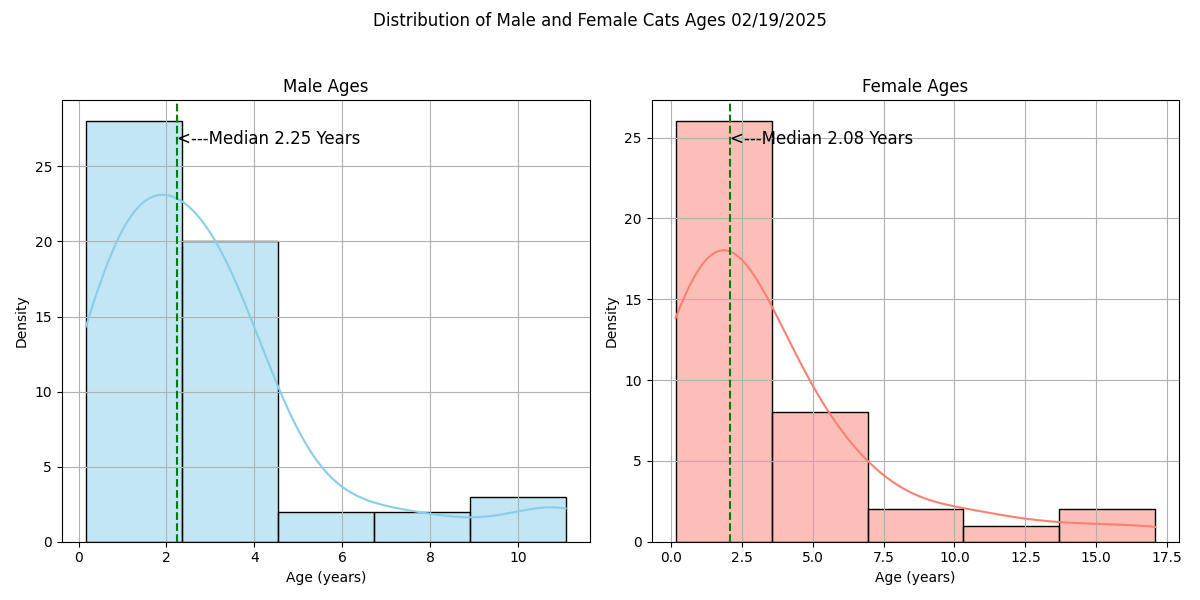 Distribution of Male and Female Cats Ages 02/19/2025
Male Ages
<---Median 2.25 Years
Density
25
20
15
10
5
0
0 2 4 6 8 10
Age (years)
Female Ages
<---Median 2.08 Years
Density
25
20
15
10
5
0
0.0 2.5 5.0 7.5 10.0 12.5 15.0 17.5
Age (years)